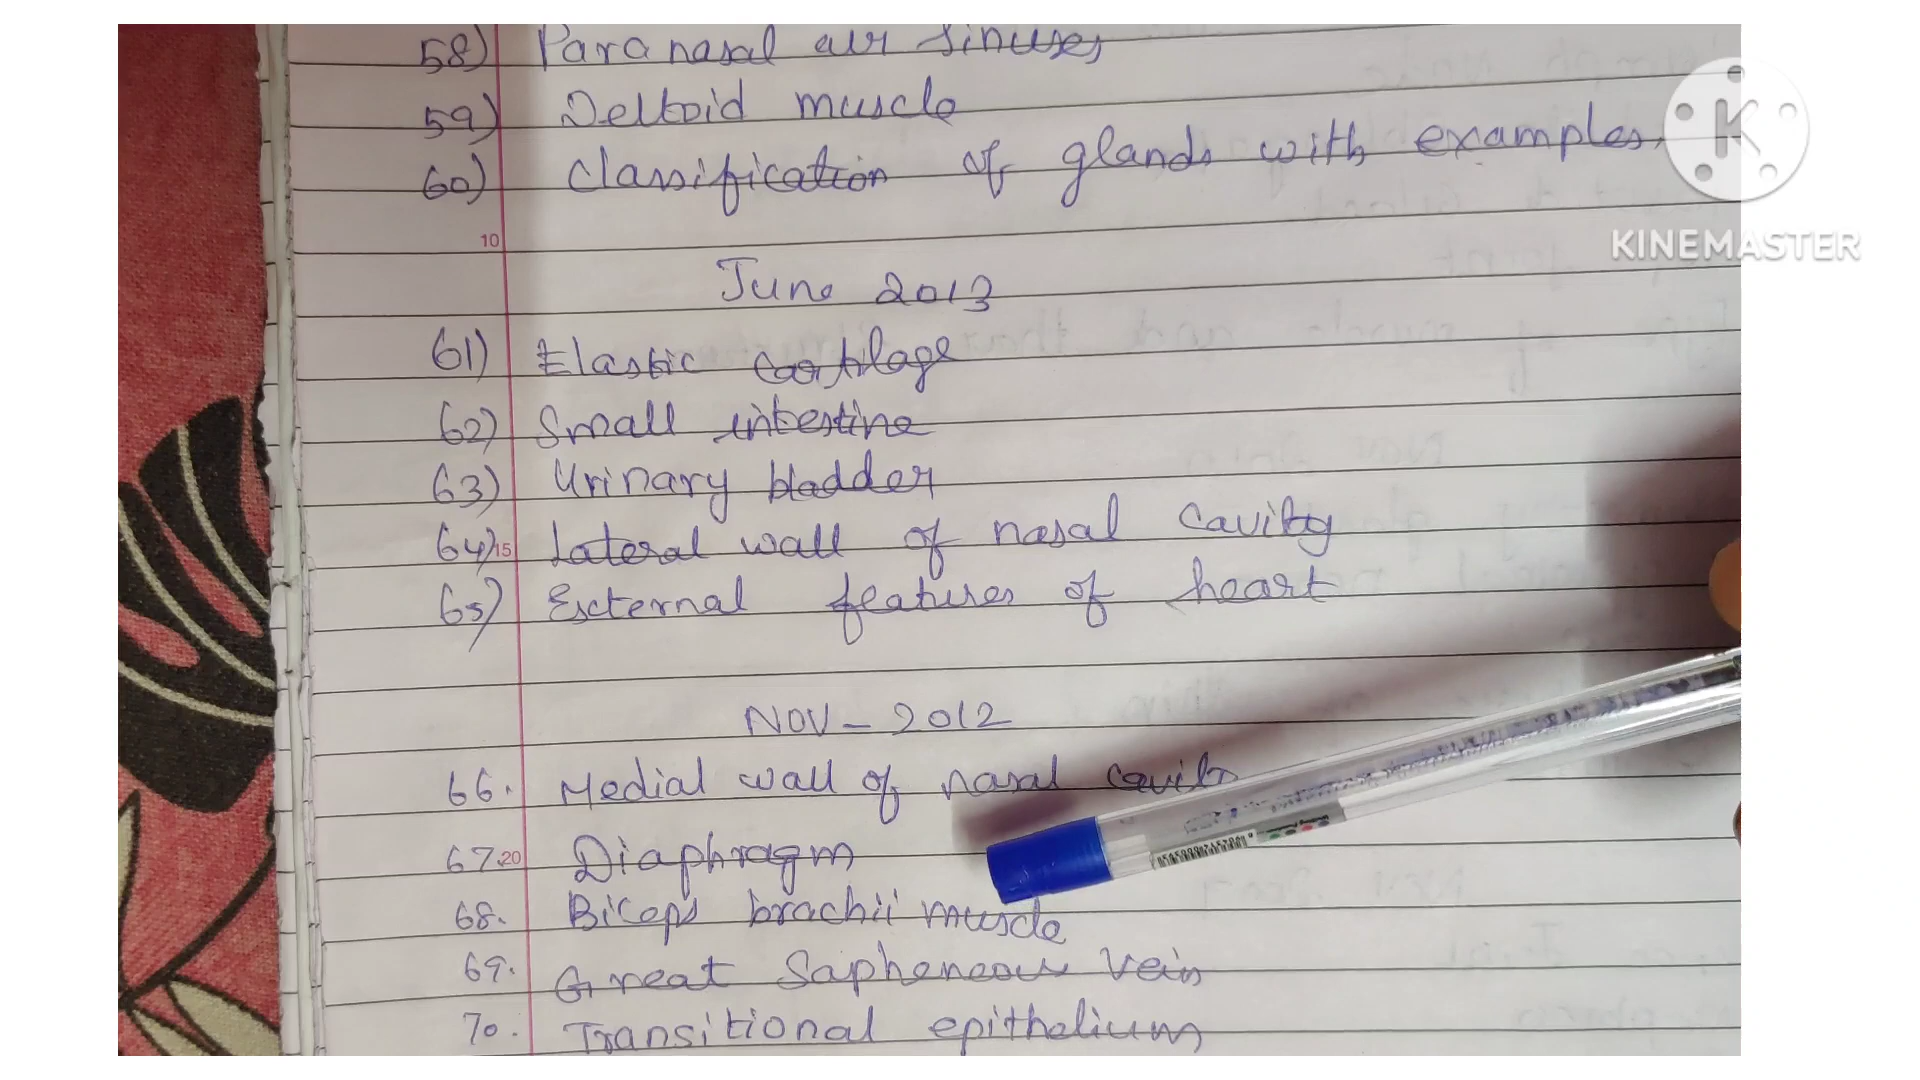 58) Paranasal air sinuses
59) Deltoid muscle
60) Classification of glands with examples.
KINEMASTER
10
June 2013
61) Elastic cartilage
62) Small intestine
63) Urinary bladder
64) 15 Lateral wall of nasal cavity
65) External features of heart
NOV - 2012
66. Medial wall of nasal cavity
67. 20 Diaphragm
68. Biceps brachii muscle
69. Great Sapheneous vein
70. Transitional epithelium